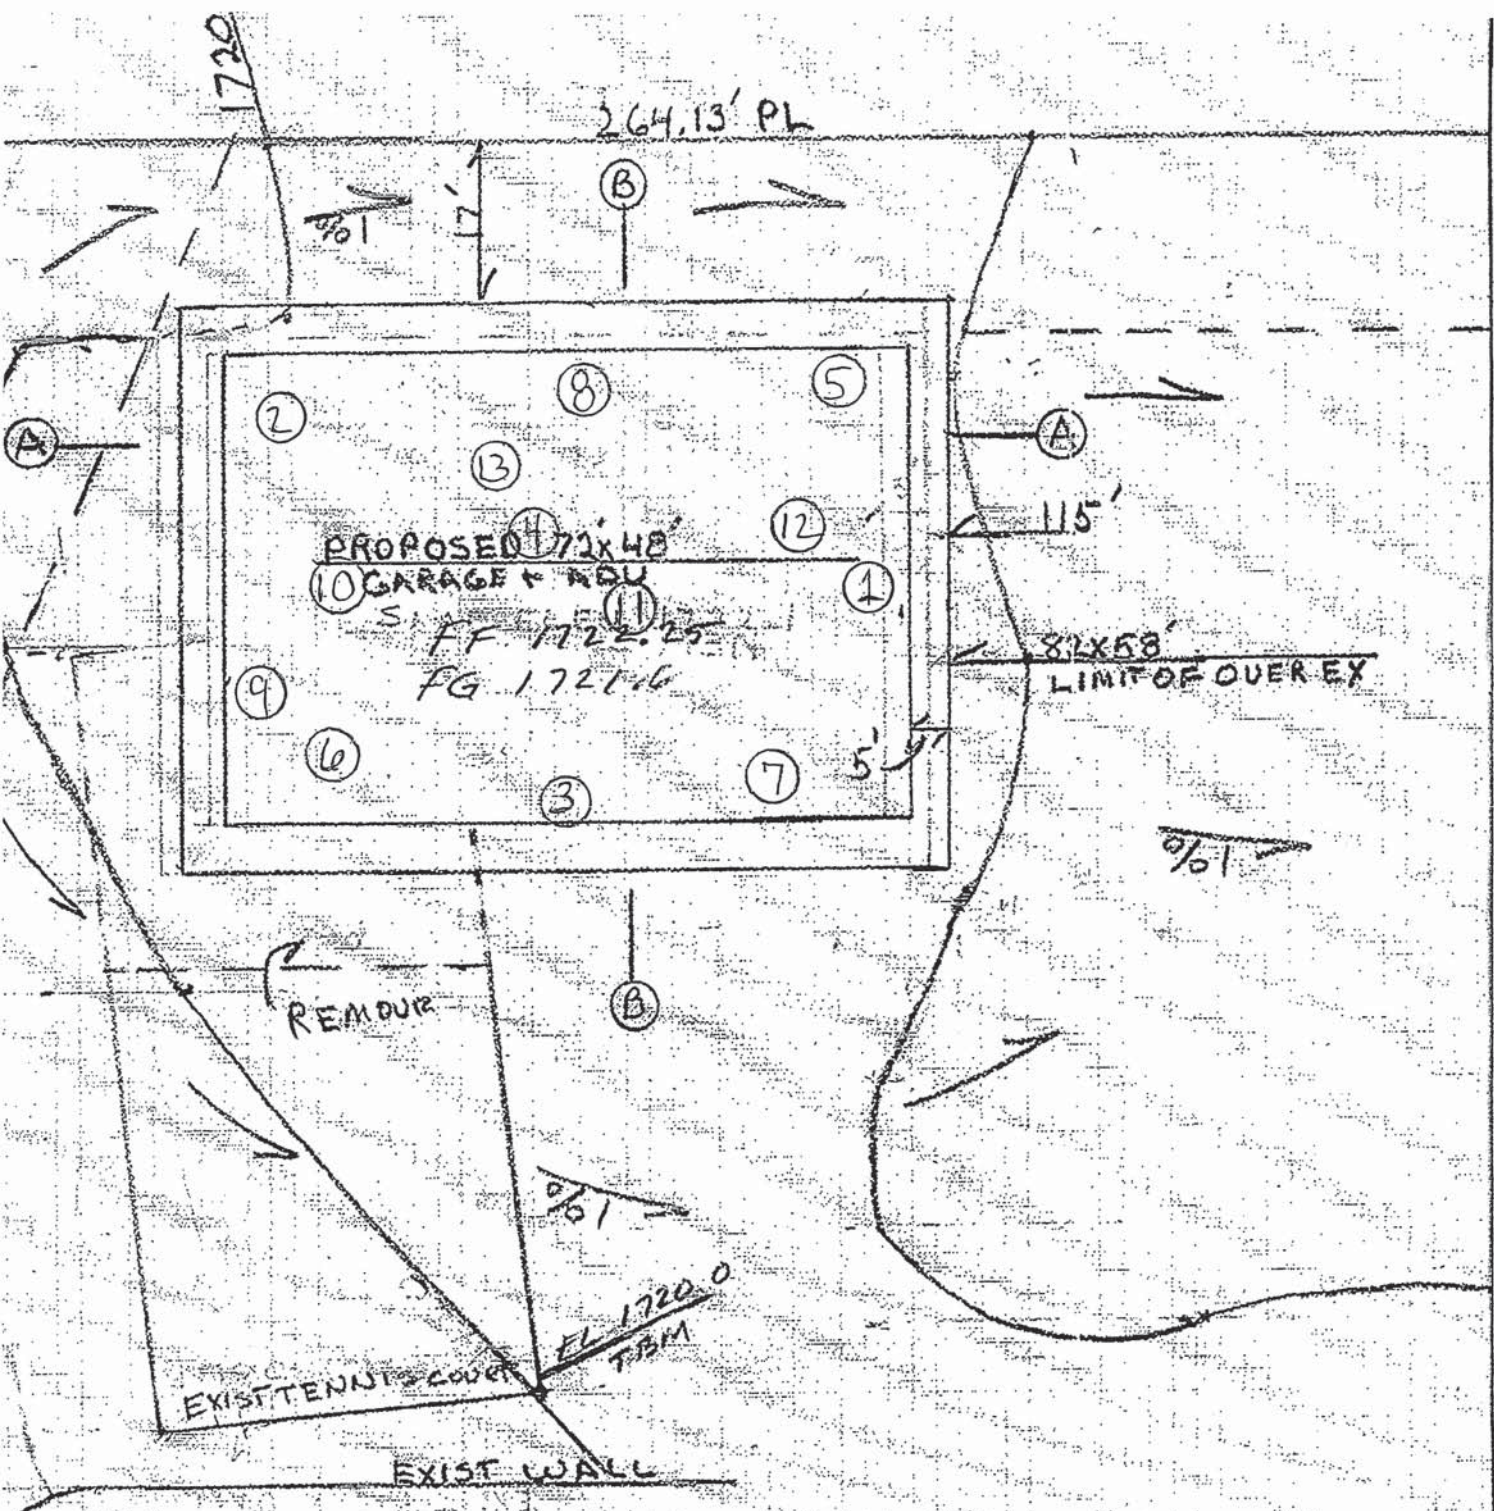 1720
264.13' PL
B
17'
%1
2
8
5
A
A
13
115'
4
12
PROPOSED 72'x48'
10
GARAGE + ADU
1
11
S
FF 1722.25
82x58'
LIMIT OF OVER EX
FG 1721.6
9
6
5'
7
3
%1
REMOVE
B
%1
EL 1720.0
TBM
EXIST TENNIS COURT
EXIST WALL